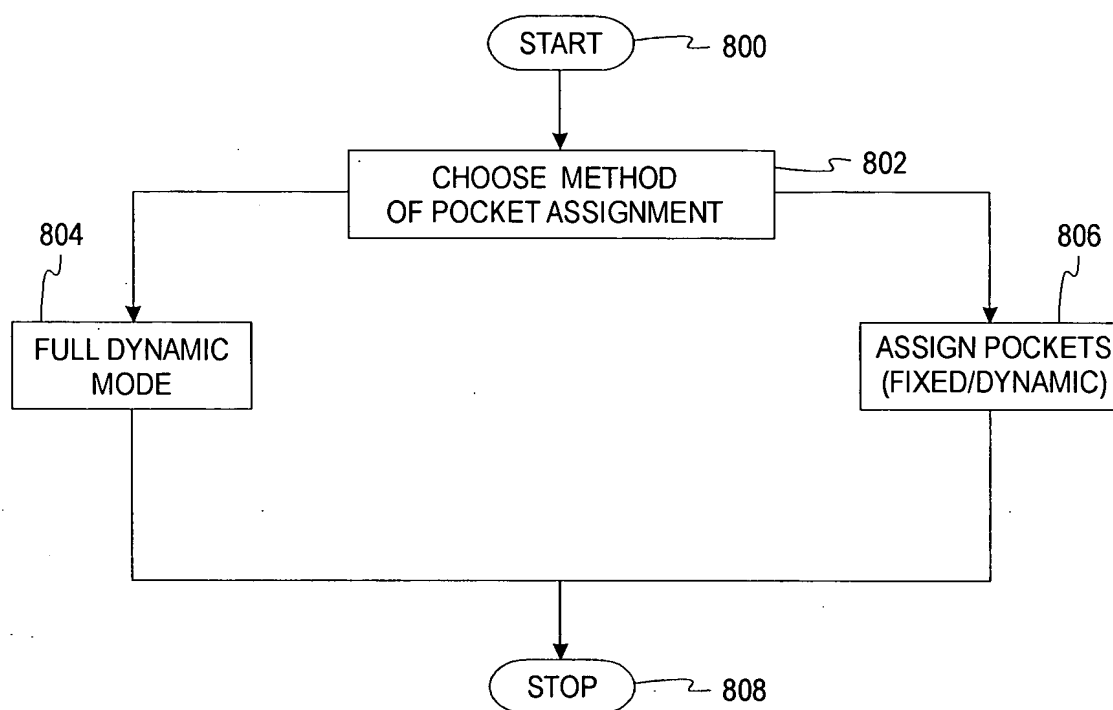 START
800
CHOOSE METHOD
OF POCKET ASSIGNMENT
802
804
806
FULL DYNAMIC
MODE
ASSIGN POCKETS
(FIXED/DYNAMIC)
STOP
808